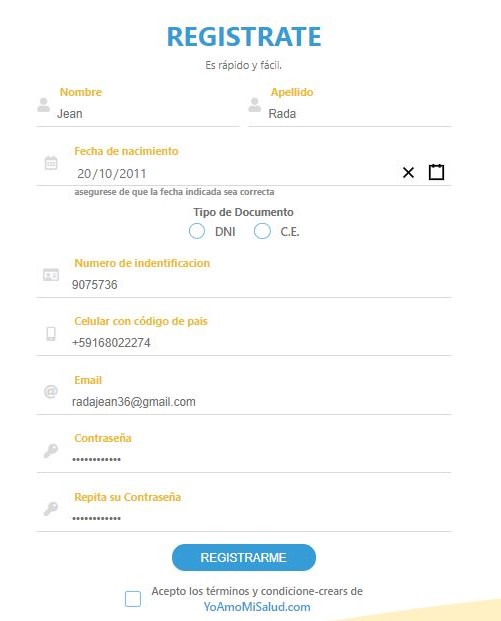 REGISTRATE
Es rápido y fácil.
Nombre
Apellido
Jean
Rada
Fecha de nacimiento
20/10/2011
asegurese de que la fecha indicada sea correcta
Tipo de Documento
DNI C.E.
Numero de indentificacion
9075736
Celular con código de pais
+59168022274
Email
radajean36@gmail.com
Contraseña
••••••••••••
Repita su Contraseña
••••••••••••
REGISTRARME
Acepto los términos y condicione-crears de
YoAmoMiSalud.com